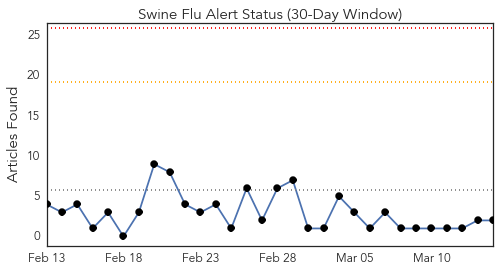 Swine Flu Alert Status (30-Day Window)
Articles Found
25
20
15
10
5
0
Feb 13 Feb 18 Feb 23 Feb 28 Mar 05 Mar 10